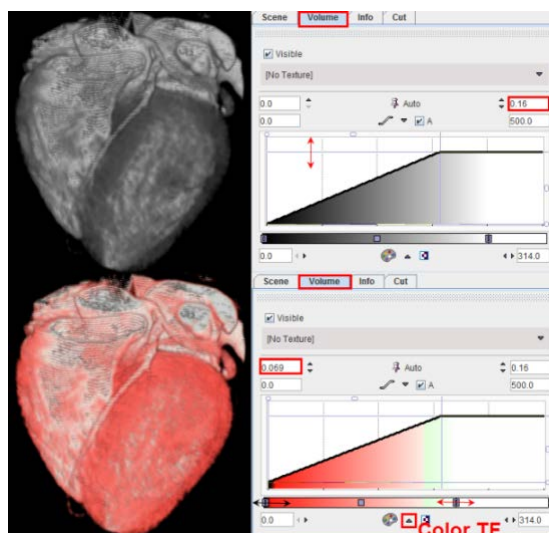 Scene Volume Info Cut
Visible
[No Texture]
0.0 Auto 0.16
0.0 A 500.0
0.0 314.0
Scene Volume Info Cut
Visible
[No Texture]
0.069 Auto 0.16
0.0 A 500.0
0.0 314.0
Color TF